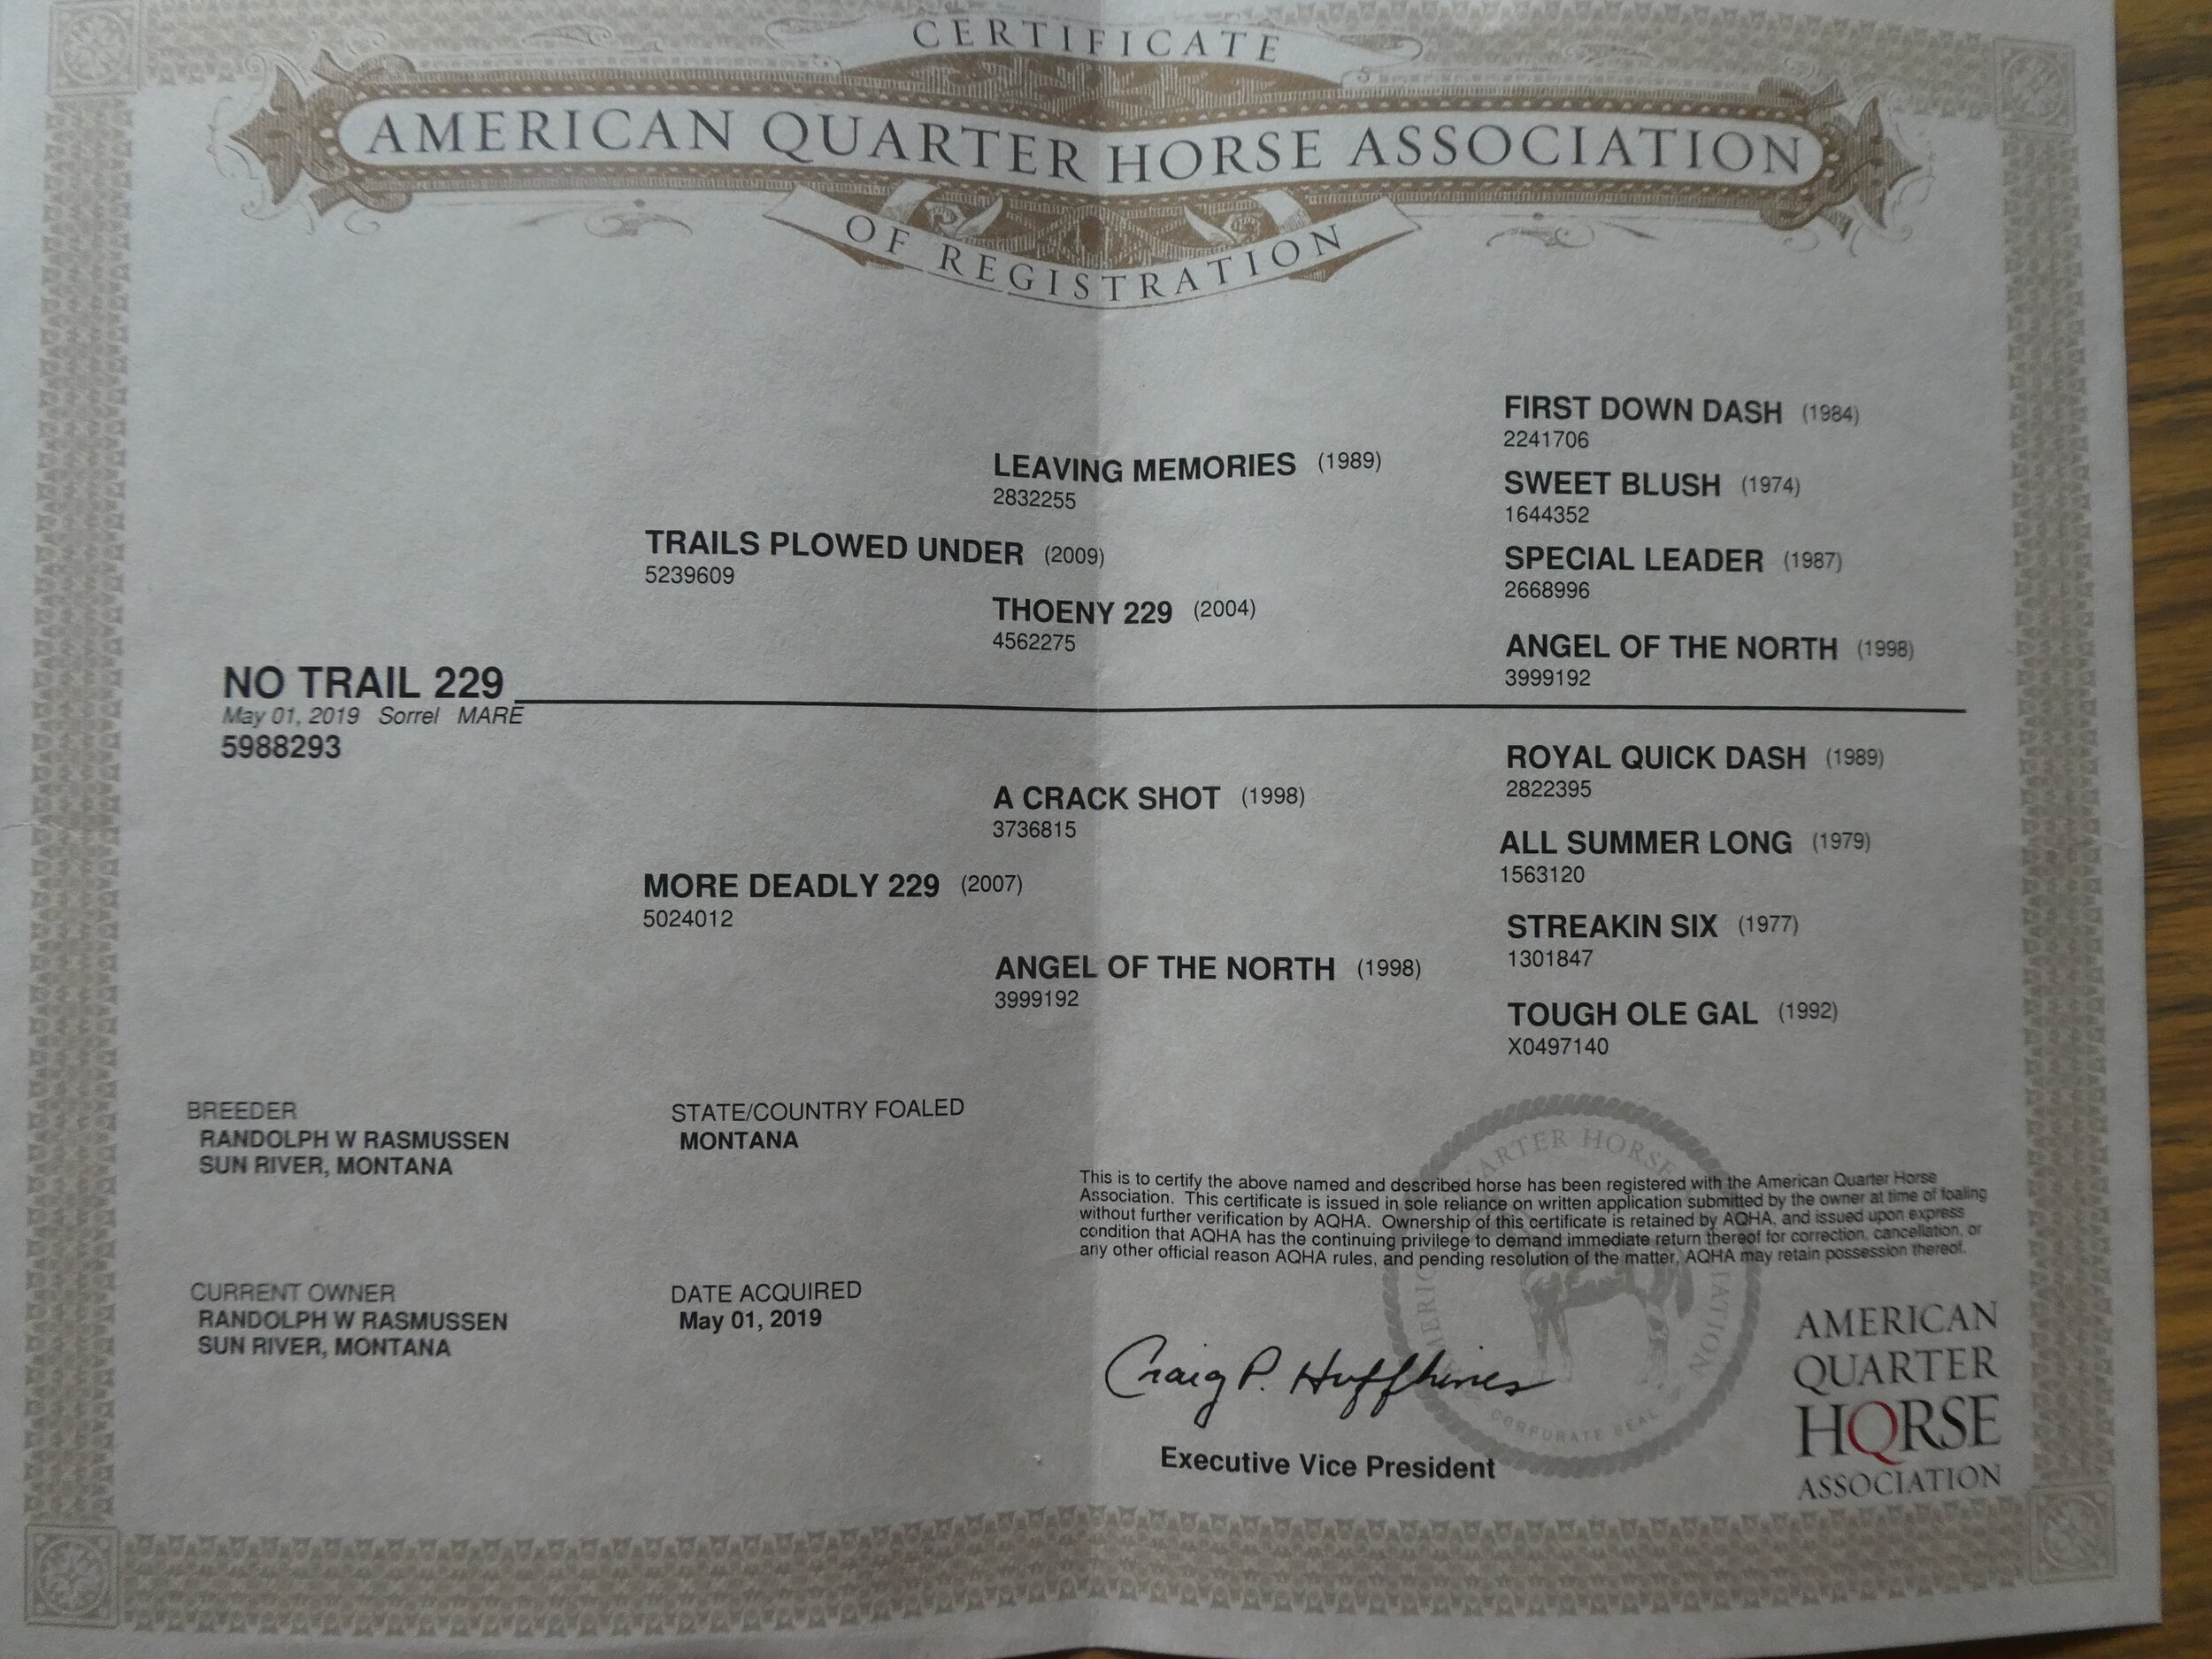 CERTIFICATE
AMERICAN QUARTER HORSE ASSOCIATION
OF REGISTRATION
FIRST DOWN DASH (1984)
2241706
LEAVING MEMORIES (1989)
2832255
SWEET BLUSH (1974)
1644352
TRAILS PLOWED UNDER (2009)
5239609
SPECIAL LEADER (1987)
2668996
THOENY 229 (2004)
4562275
ANGEL OF THE NORTH (1998)
3999192
NO TRAIL 229
May 01, 2019 Sorrel MARE
5988293
ROYAL QUICK DASH (1989)
2822395
A CRACK SHOT (1998)
3736815
ALL SUMMER LONG (1979)
1563120
MORE DEADLY 229 (2007)
5024012
STREAKIN SIX (1977)
1301847
ANGEL OF THE NORTH (1998)
3999192
TOUGH OLE GAL (1992)
X0497140
BREEDER
RANDOLPH W RASMUSSEN
SUN RIVER, MONTANA
STATE/COUNTRY FOALED
MONTANA
This is to certify the above named and described horse has been registered with the American Quarter Horse
Association. This certificate is issued in sole reliance on written application submitted by the owner at time of foaling
without further verification by AQHA. Ownership of this certificate is retained by AQHA, and issued upon express
condition that AQHA has the continuing privilege to demand immediate return thereof for correction, cancellation, or
any other official reason AQHA rules, and pending resolution of the matter, AQHA may retain possession thereof.
CURRENT OWNER
RANDOLPH W RASMUSSEN
SUN RIVER, MONTANA
DATE ACQUIRED
May 01, 2019
Craig P. Huffhines
Executive Vice President
QUARTER HORSE
CORPORATE SEAL
AMERICAN
QUARTER
HORSE
ASSOCIATION